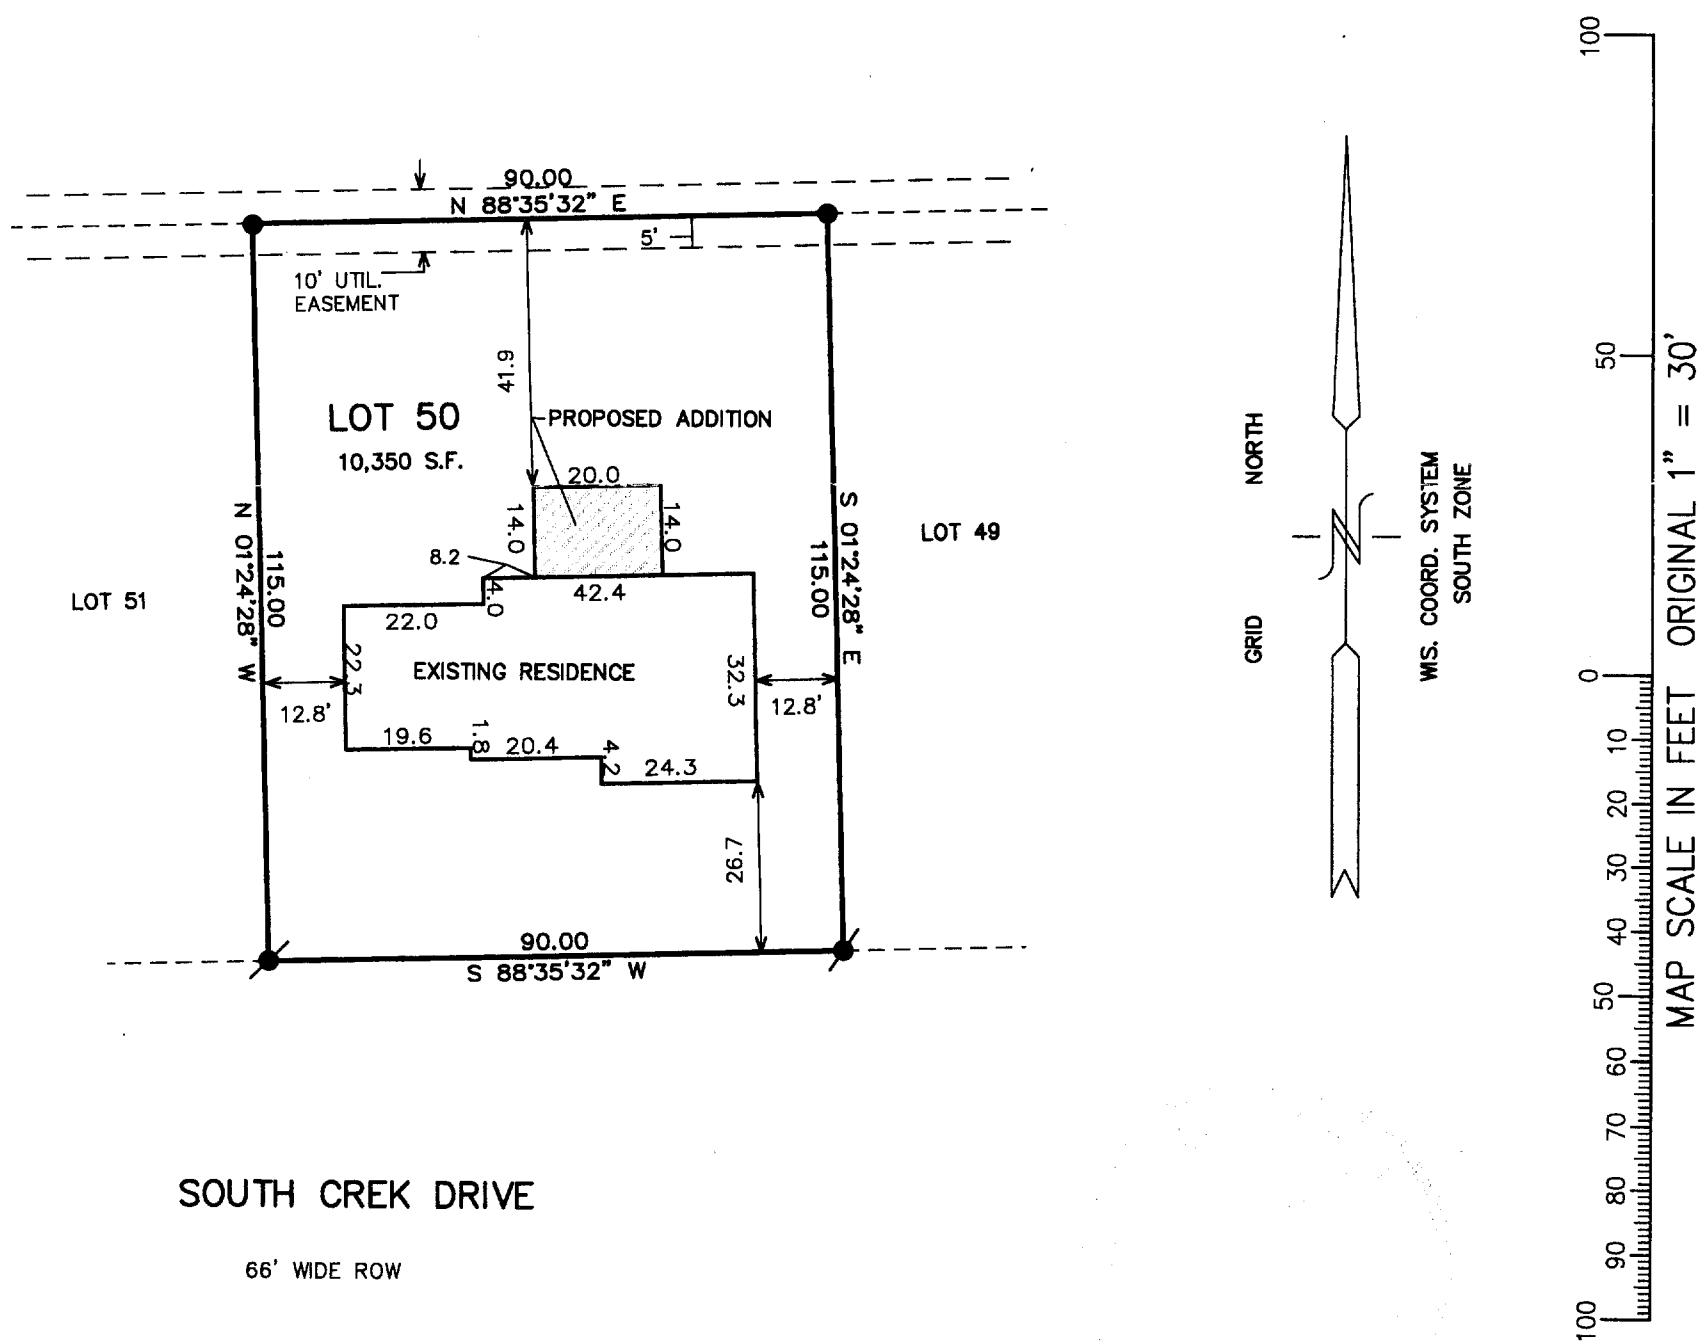 90.00
N 88°35'32" E
5'
10' UTIL.
EASEMENT
41.9
LOT 50
10,350 S.F.
PROPOSED ADDITION
20.0
14.0
14.0
8.2
4.0
42.4
22.0
22.3
EXISTING RESIDENCE
32.3
12.8'
12.8'
19.6
1.8
20.4
4.2
24.3
26.7
N 01°24'28" W
115.00
S 01°24'28" E
115.00
LOT 51
LOT 49
90.00
S 88°35'32" W
SOUTH CREK DRIVE
66' WIDE ROW
GRID NORTH
N
WIS. COORD. SYSTEM
SOUTH ZONE
100
50
0
10
20
30
40
50
60
70
80
90
100
MAP SCALE IN FEET ORIGINAL 1" = 30'